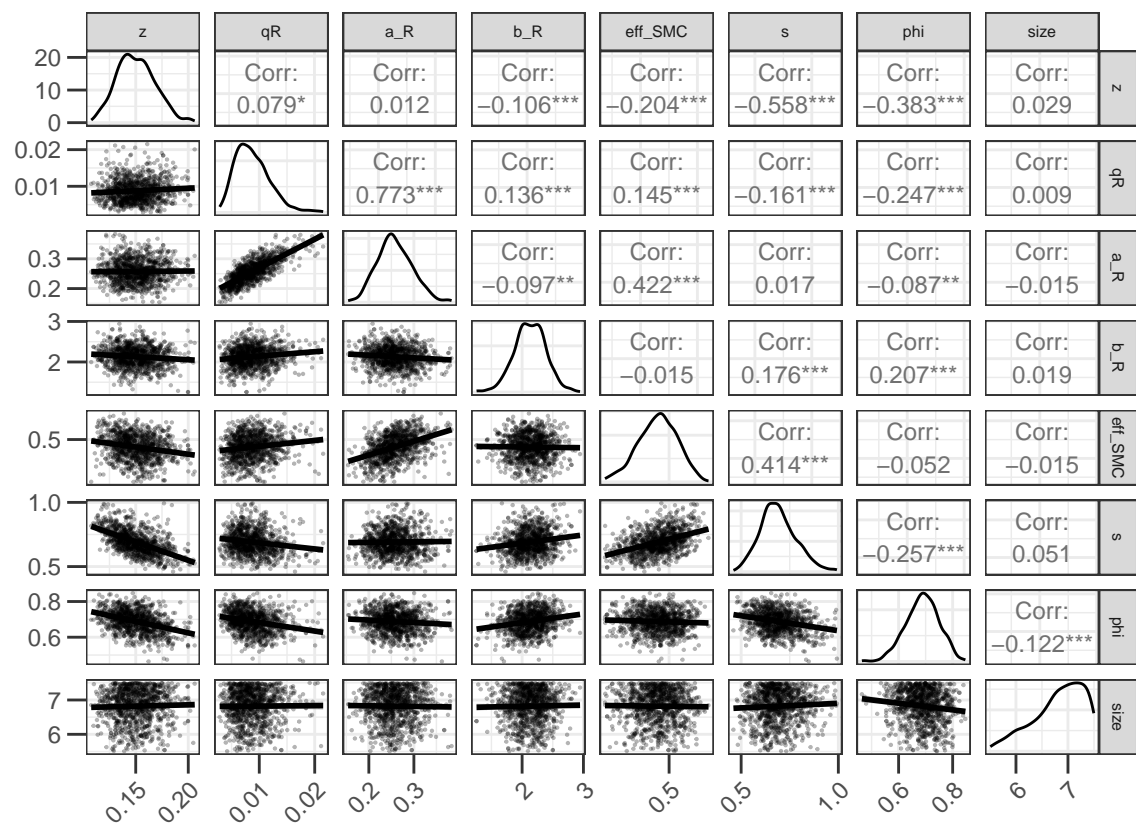 z qR a_R b_R eff_SMC s phi size
20
10
0
Corr: Corr: Corr: Corr: Corr: Corr: Corr:
0.079* 0.012 −0.106*** −0.204*** −0.558*** −0.383*** 0.029
z
0.02
0.01
Corr: Corr: Corr: Corr: Corr: Corr:
0.773*** 0.136*** 0.145*** −0.161*** −0.247*** 0.009
qR
0.3
0.2
Corr: Corr: Corr: Corr: Corr:
−0.097** 0.422*** 0.017 −0.087** −0.015
a_R
3
2
Corr: Corr: Corr: Corr:
−0.015 0.176*** 0.207*** 0.019
b_R
0.5
Corr: Corr: Corr:
0.414*** −0.052 −0.015
eff_SMC
1.0
0.5
Corr: Corr:
−0.257*** 0.051
s
0.8
0.6
Corr:
−0.122***
phi
7
6
size
0.15 0.20 0.01 0.02 0.2 0.3 2 3 0.5 0.5 1.0 0.6 0.8 6 7